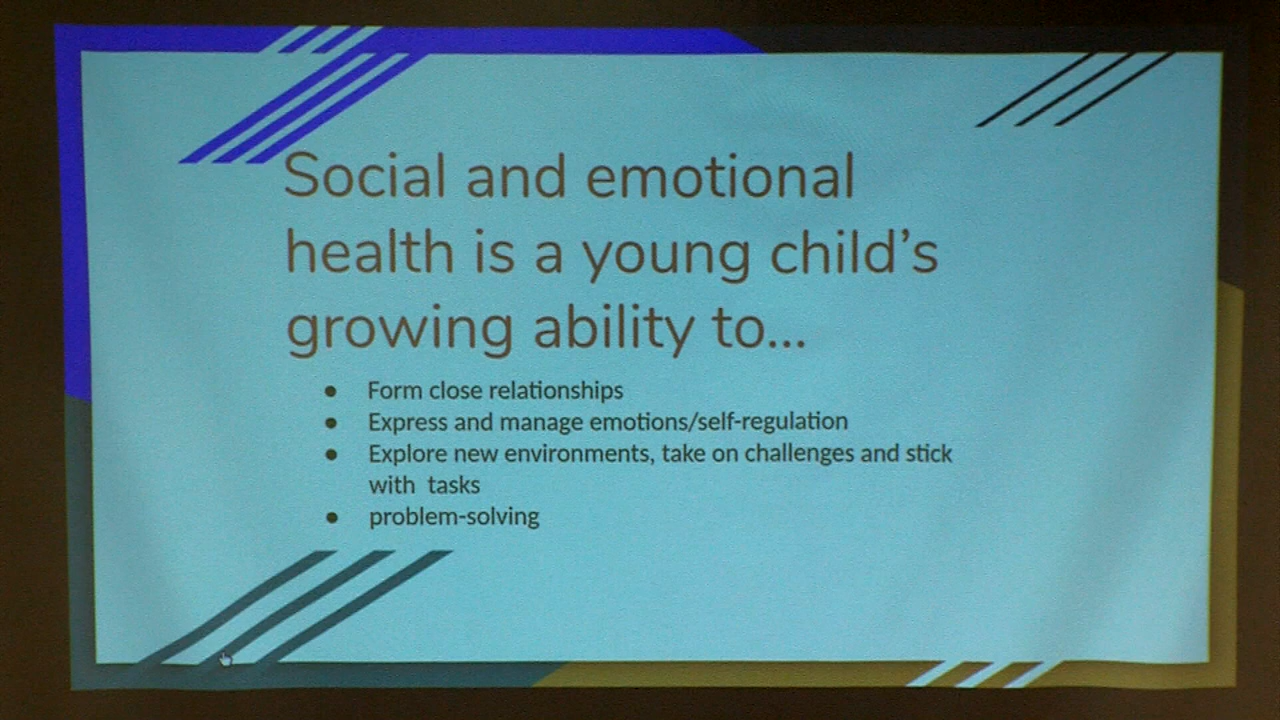 Social and emotional
health is a young child’s
growing ability to...
● Form close relationships
● Express and manage emotions/self-regulation
● Explore new environments, take on challenges and stick
with  tasks
● problem-solving